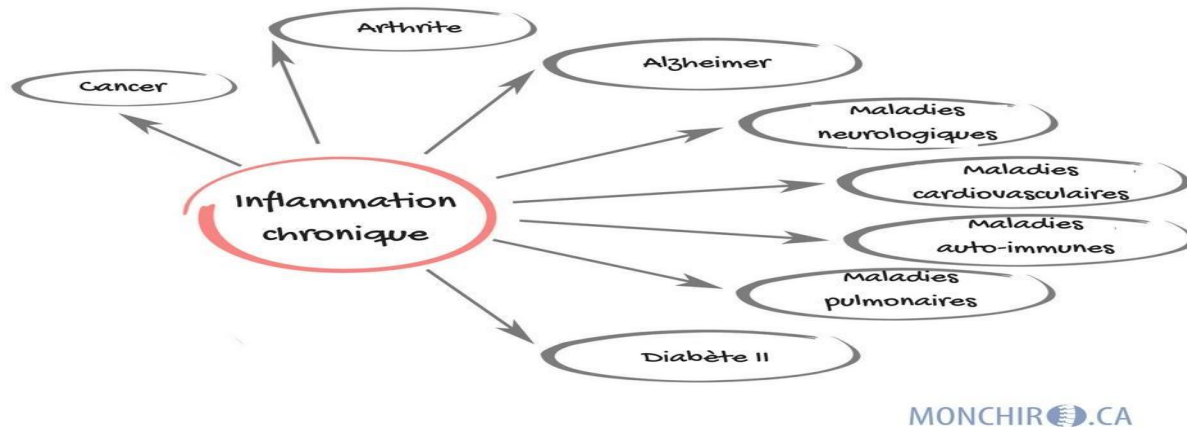 Arthrite
Cancer
Alzheimer
Maladies
neurologiques
Inflammation
chronique
Maladies
cardiovasculaires
Maladies
auto-immunes
Maladies
pulmonaires
Diabète II
MONCHIRO.CA